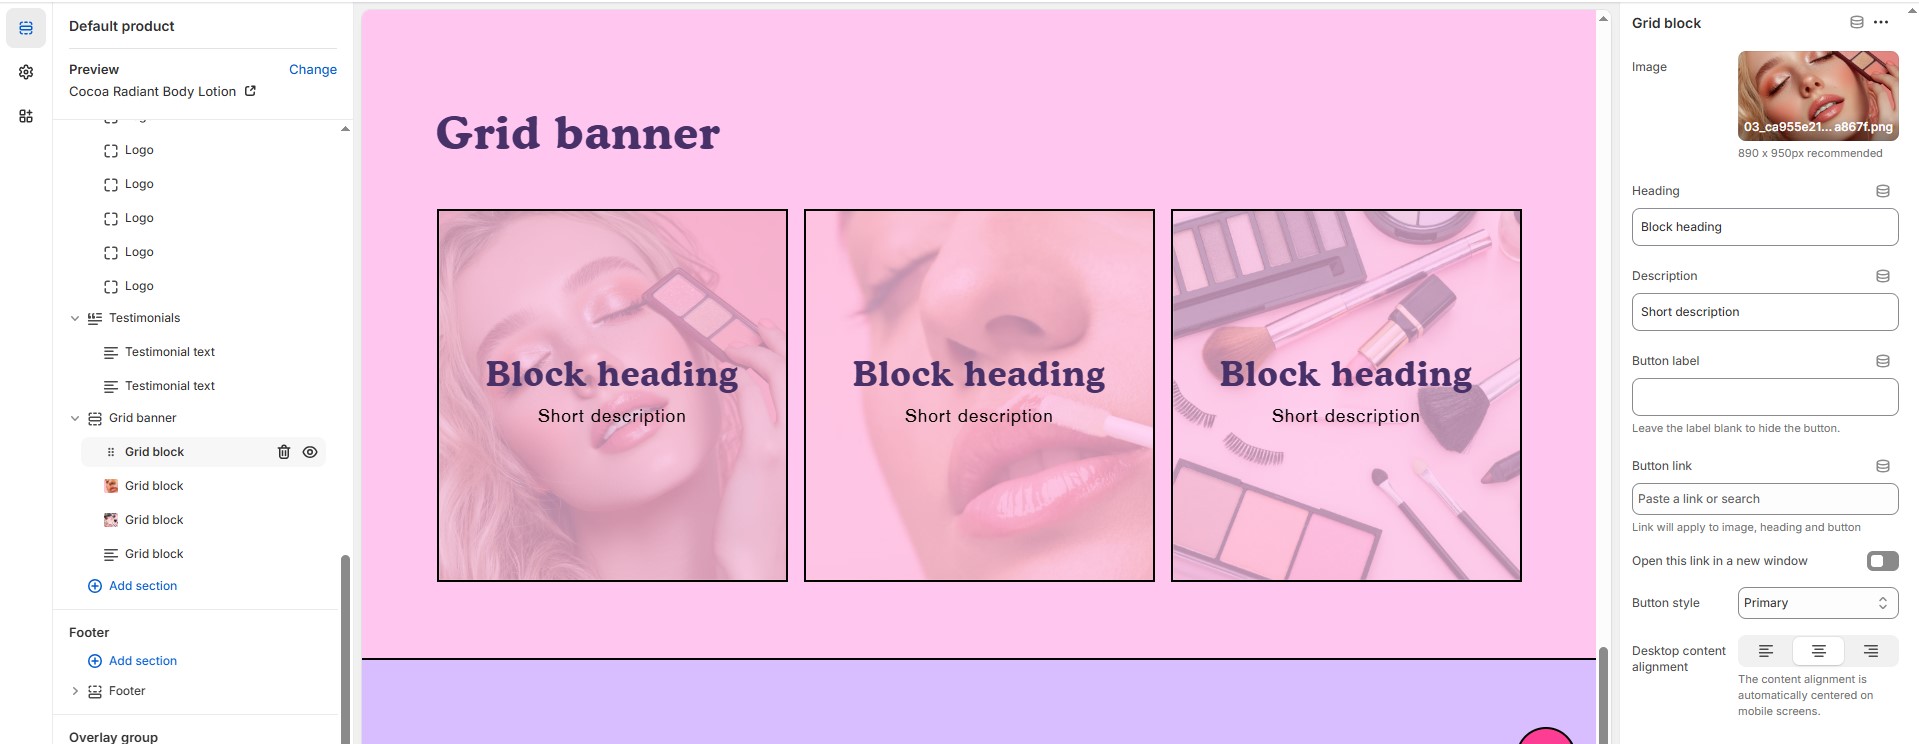 Default product
Preview
Change
Cocoa Radiant Body Lotion
Logo
Logo
Logo
Logo
Logo
Testimonials
Testimonial text
Testimonial text
Grid banner
Grid block
Grid block
Grid block
Grid block
Add section
Footer
Add section
Footer
Overlay group
Grid banner
Block heading
Short description
Block heading
Short description
Block heading
Short description
Grid block
Image
03_ca955e21... a867f.png
890 x 950px recommended
Heading
Block heading
Description
Short description
Button label
Leave the label blank to hide the button.
Button link
Paste a link or search
Link will apply to image, heading and button
Open this link in a new window
Button style
Primary
Desktop content
alignment
The content alignment is
automatically centered on
mobile screens.